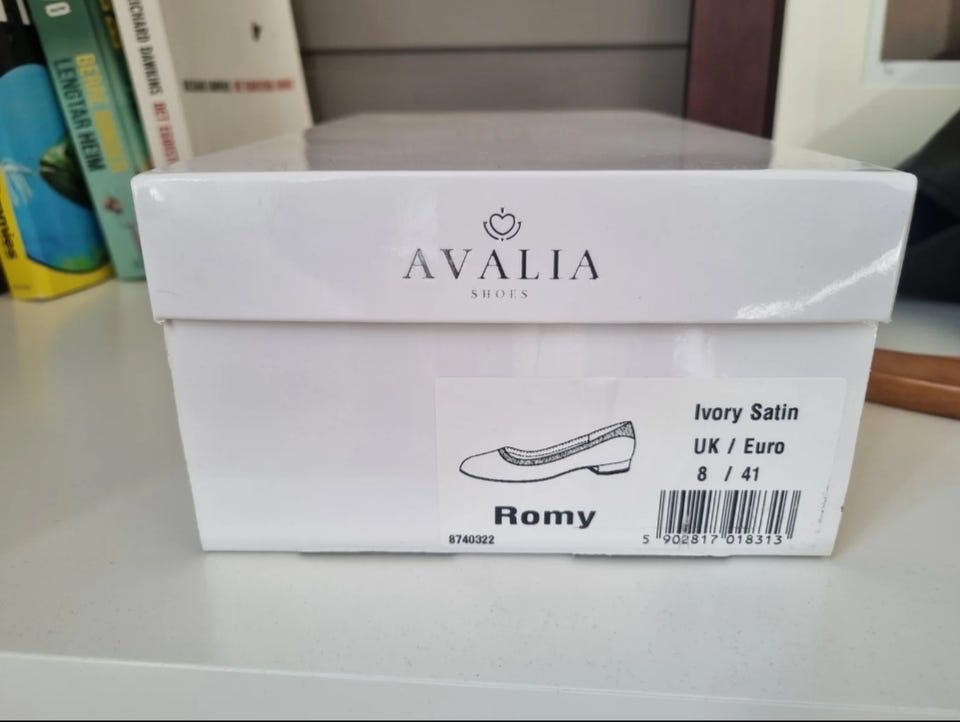 RICHARD DAWKINS
LENGTAR HEIM
AVALIA
SHOES
Ivory Satin
UK / Euro
8 / 41
Romy
8740322
5 902817 018313